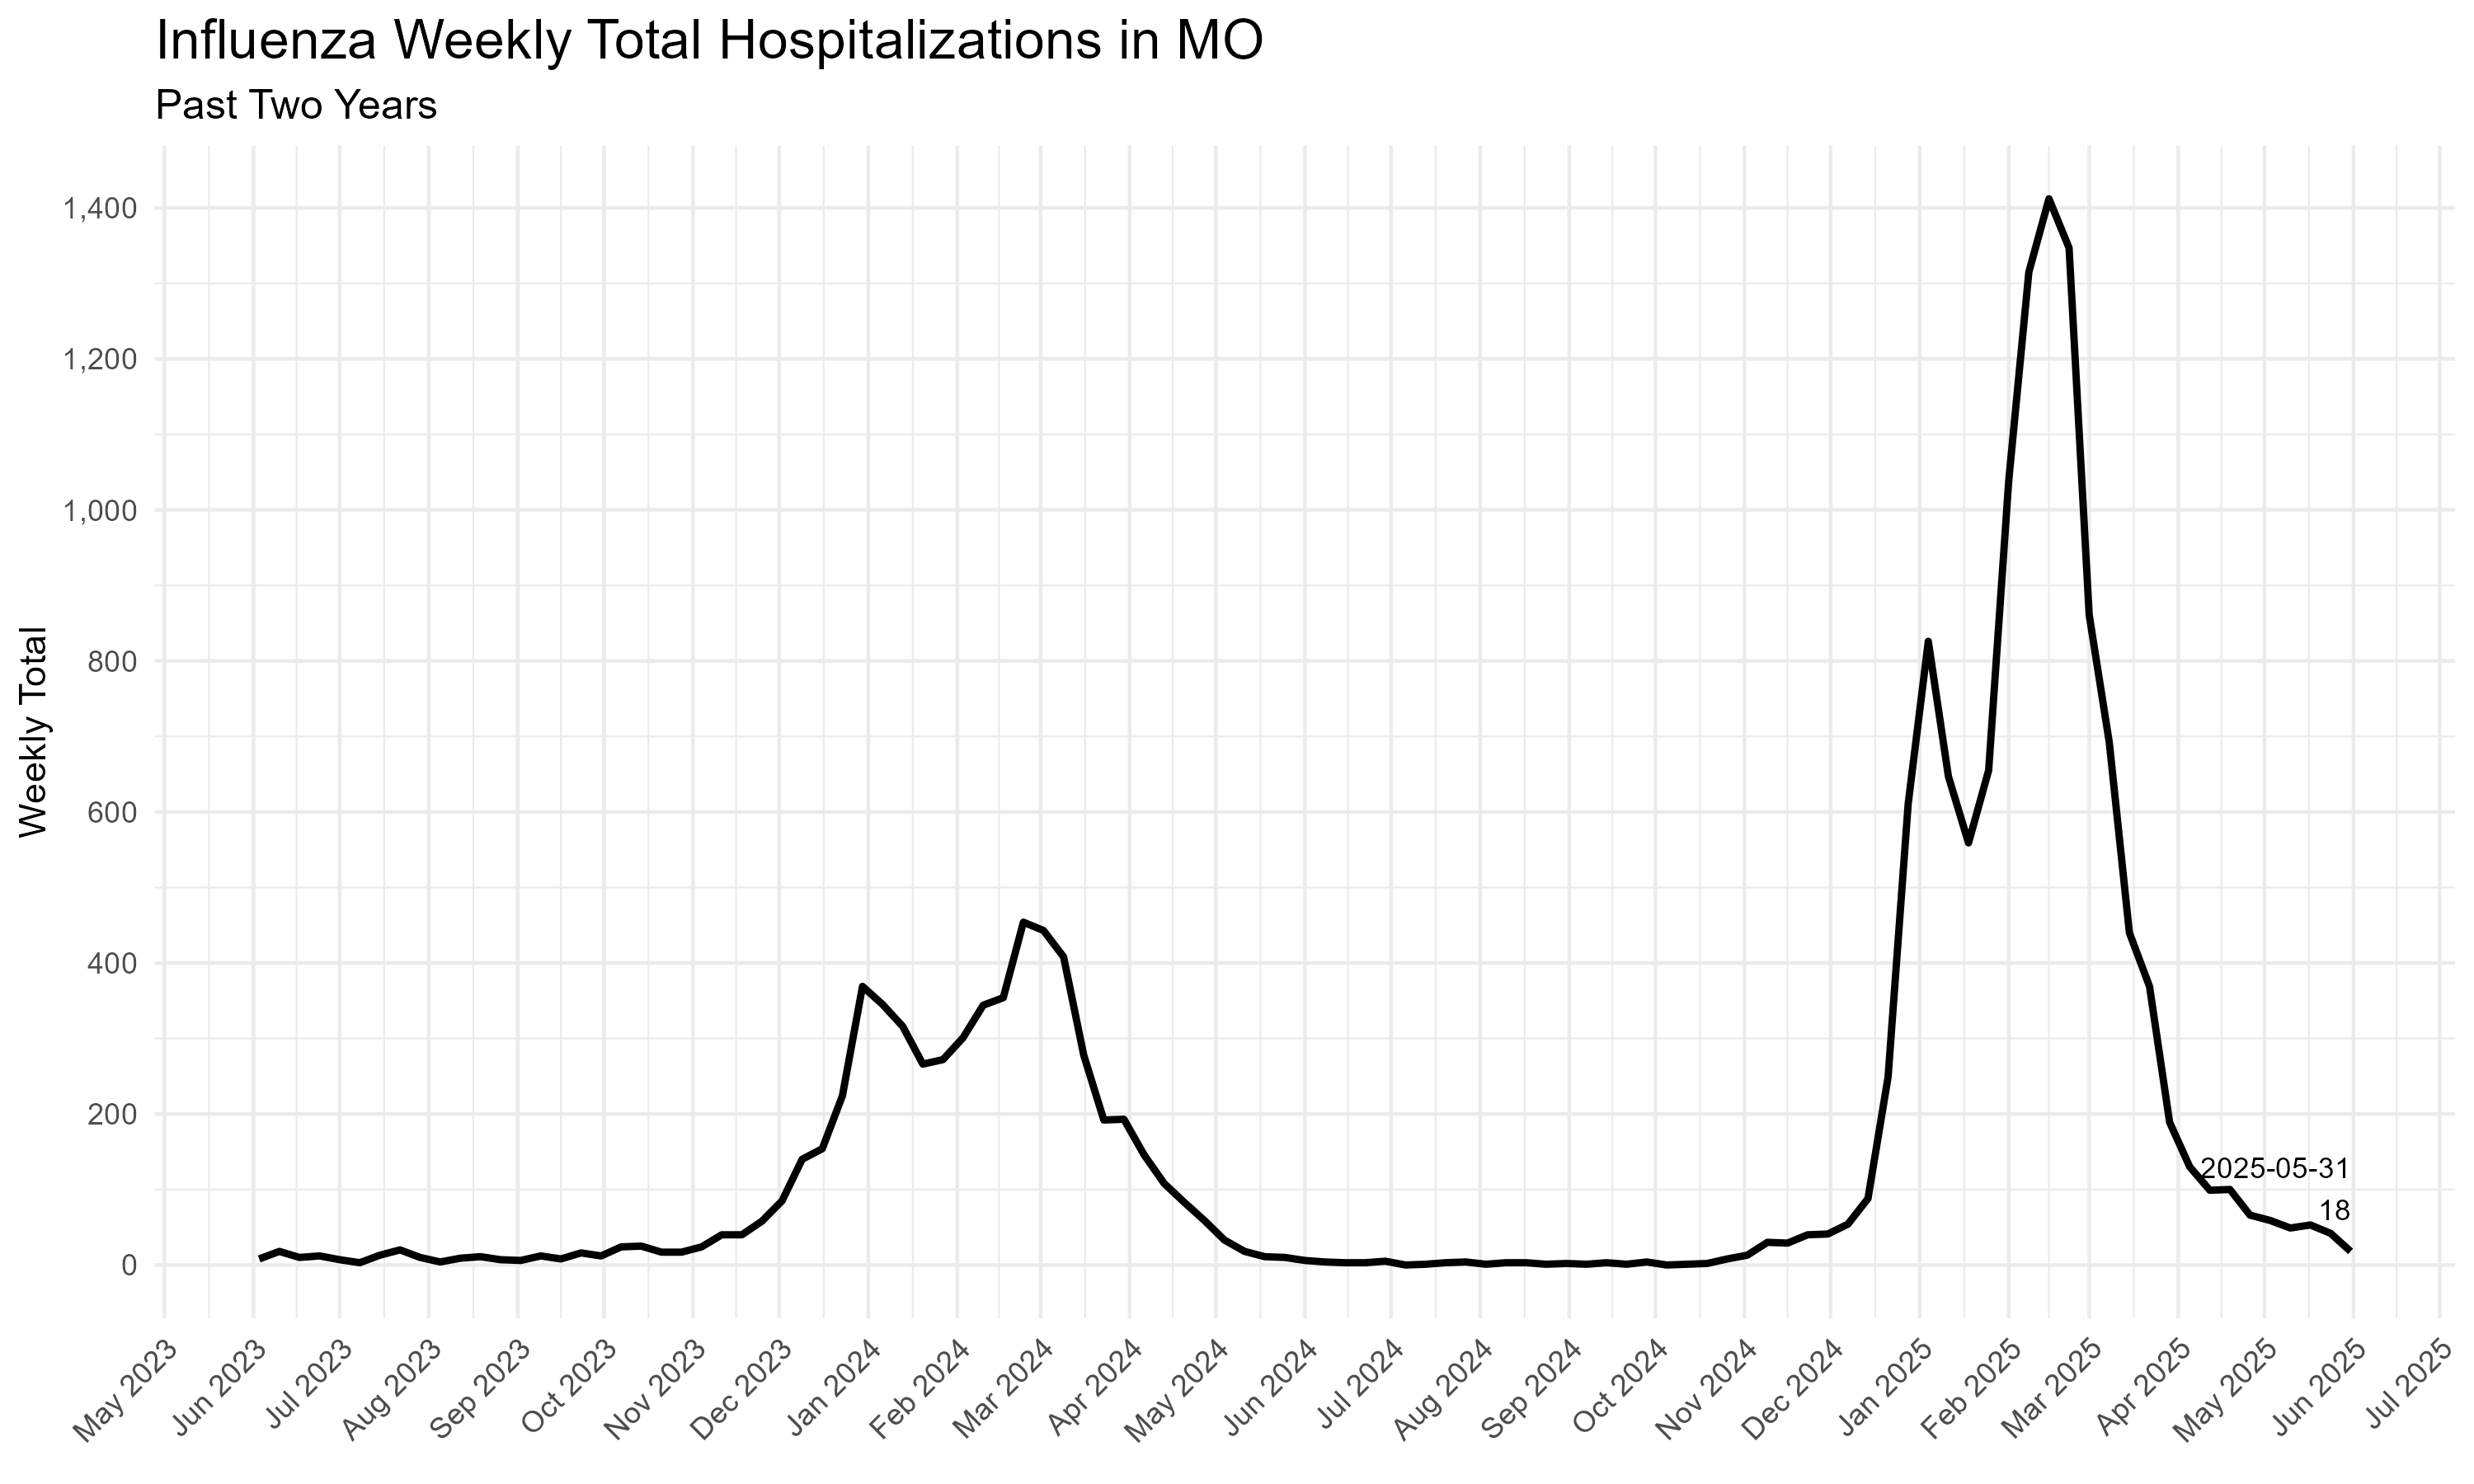 Influenza Weekly Total Hospitalizations in MO
Past Two Years
Weekly Total
1,400
1,200
1,000
800
600
400
200
0
2025-05-31
18
May 2023
Jun 2023
Jul 2023
Aug 2023
Sep 2023
Oct 2023
Nov 2023
Dec 2023
Jan 2024
Feb 2024
Mar 2024
Apr 2024
May 2024
Jun 2024
Jul 2024
Aug 2024
Sep 2024
Oct 2024
Nov 2024
Dec 2024
Jan 2025
Feb 2025
Mar 2025
Apr 2025
May 2025
Jun 2025
Jul 2025